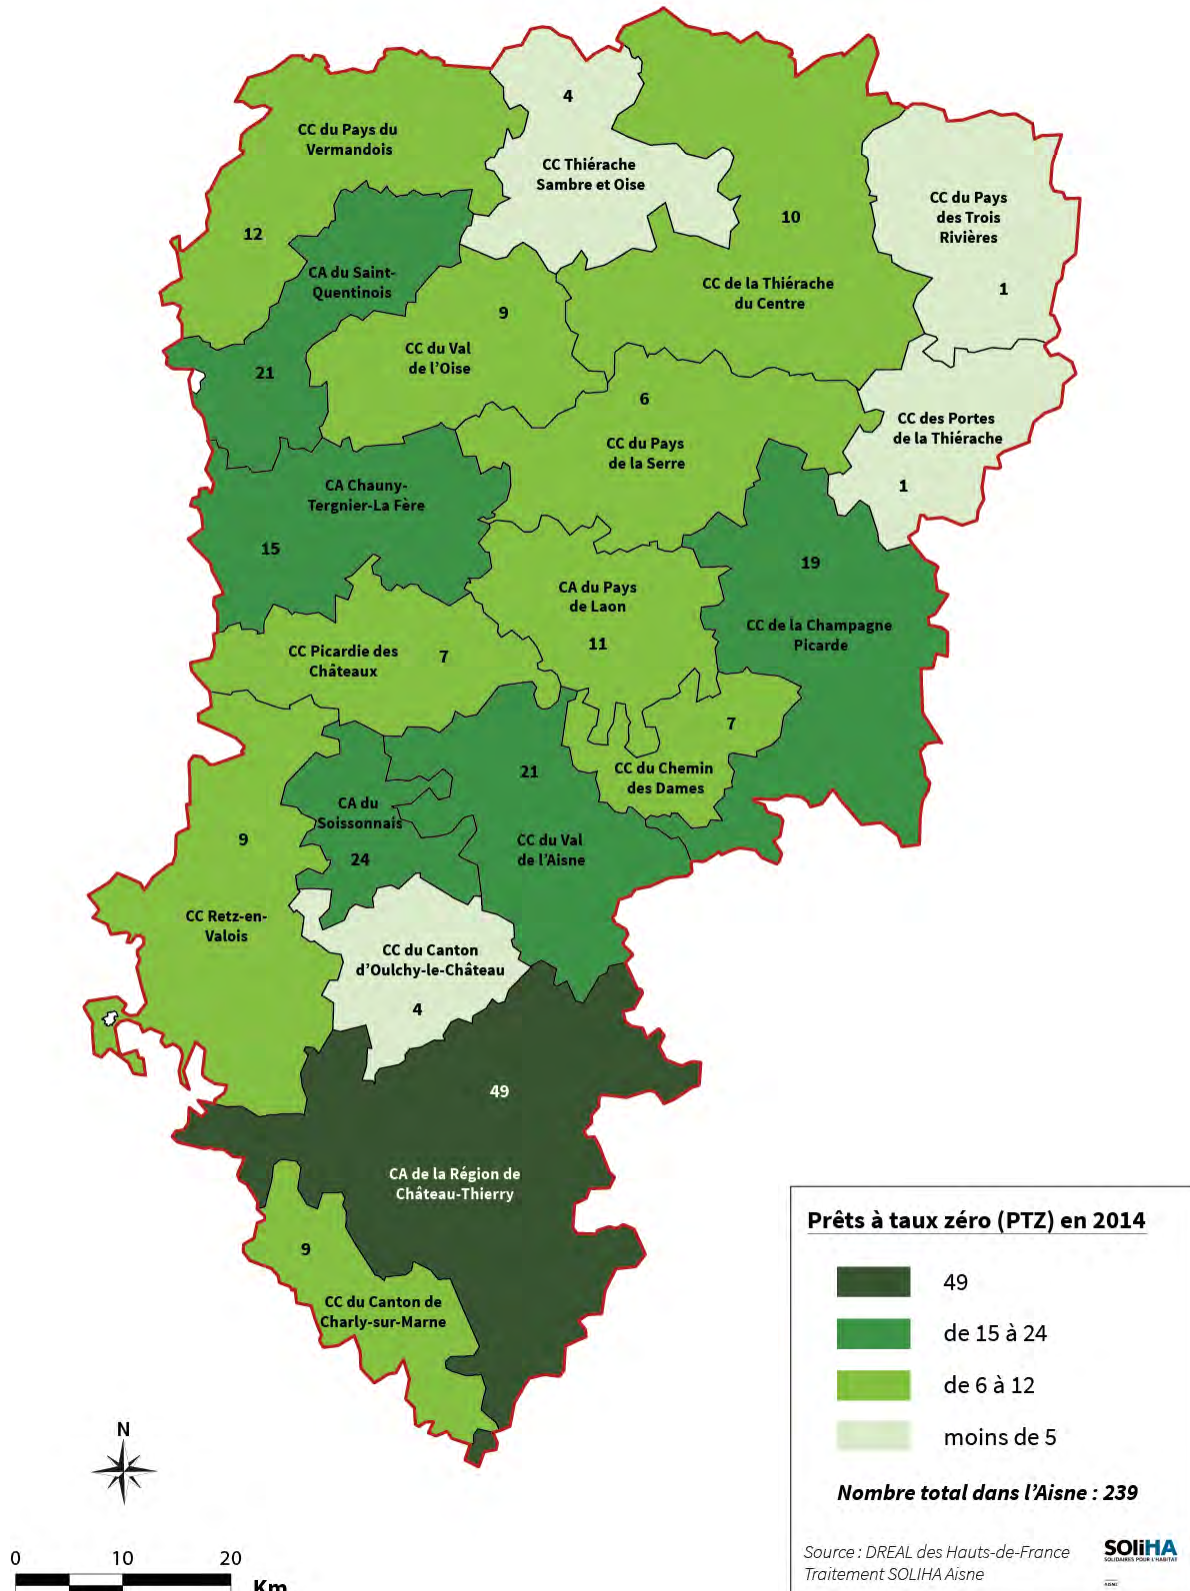 4
CC du Pays du
Vermandois
CC Thiérache
Sambre et Oise
CC du Pays
des Trois
Rivières
10
12
CA du Saint-
Quentinois
CC de la Thiérache
du Centre
1
9
CC du Val
de l'Oise
21
6
CC des Portes
de la Thiérache
CC du Pays
de la Serre
1
CA Chauny-
Tergnier-La Fère
15
19
CA du Pays
de Laon
CC de la Champagne
Picarde
11
CC Picardie des
Châteaux
7
7
21
CC du Chemin
des Dames
CA du
Soissonnais
9
CC du Val
de l'Aisne
24
CC Retz-en-
Valois
CC du Canton
d'Oulchy-le-Château
4
49
CA de la Région de
Château-Thierry
9
CC du Canton de
Charly-sur-Marne
Prêts à taux zéro (PTZ) en 2014
49
de 15 à 24
de 6 à 12
moins de 5
Nombre total dans l'Aisne : 239
Source : DREAL des Hauts-de-France
Traitement SOLIHA Aisne
SOLiHA
SOLIDAIRES POUR L'HABITAT
AISNE
N
0 10 20
Km